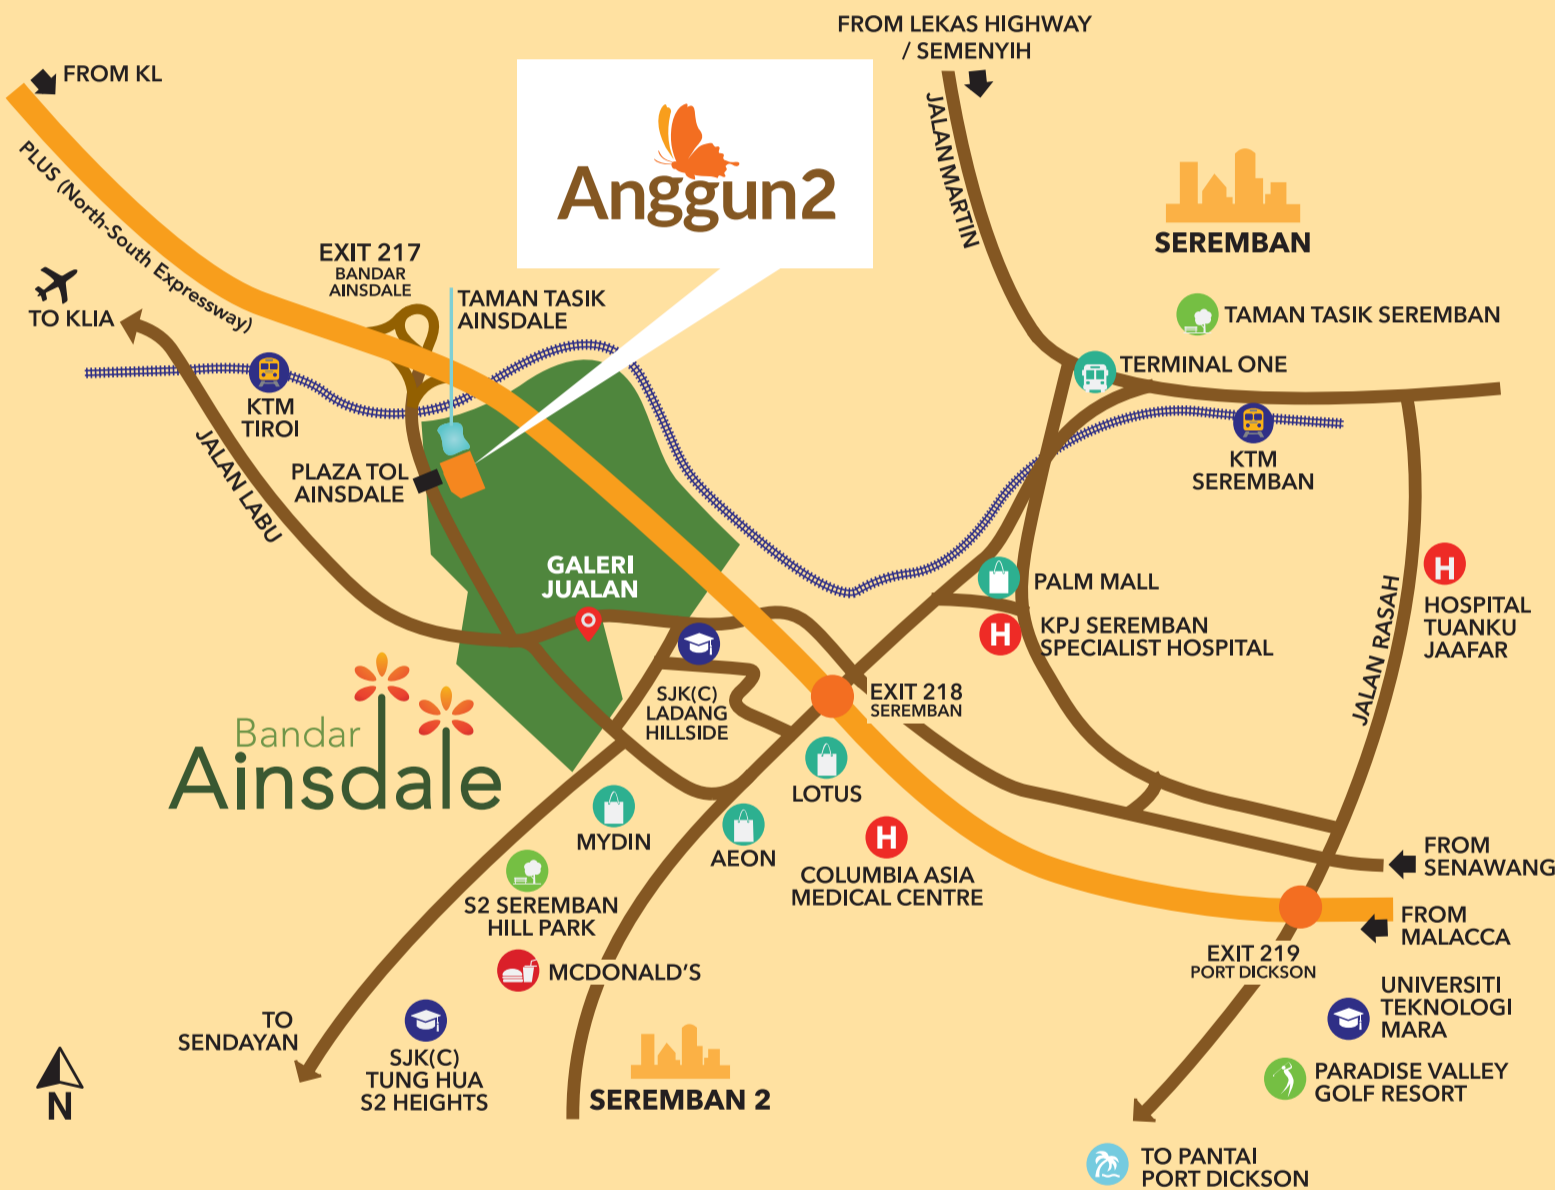 FROM LEKAS HIGHWAY
/ SEMENYIH
FROM KL
JALAN MARTIN
PLUS (North-South Expressway)
Anggun2
SEREMBAN
EXIT 217
BANDAR
AINSDALE
TO KLIA
TAMAN TASIK
AINSDALE
TAMAN TASIK SEREMBAN
TERMINAL ONE
KTM
TIROI
JALAN LABU
KTM
SEREMBAN
PLAZA TOL
AINSDALE
GALERI
JUALAN
PALM MALL
H
HOSPITAL
TUANKU
JAAFAR
H
KPJ SEREMBAN
SPECIALIST HOSPITAL
JALAN RASAH
SJK(C)
LADANG
HILLSIDE
EXIT 218
SEREMBAN
Bandar
Ainsdale
LOTUS
MYDIN
AEON
H
COLUMBIA ASIA
MEDICAL CENTRE
FROM
SENAWANG
S2 SEREMBAN
HILL PARK
FROM
MALACCA
EXIT 219
PORT DICKSON
MCDONALD'S
UNIVERSITI
TEKNOLOGI
MARA
TO
SENDAYAN
SJK(C)
TUNG HUA
S2 HEIGHTS
SEREMBAN 2
PARADISE VALLEY
GOLF RESORT
N
TO PANTAI
PORT DICKSON